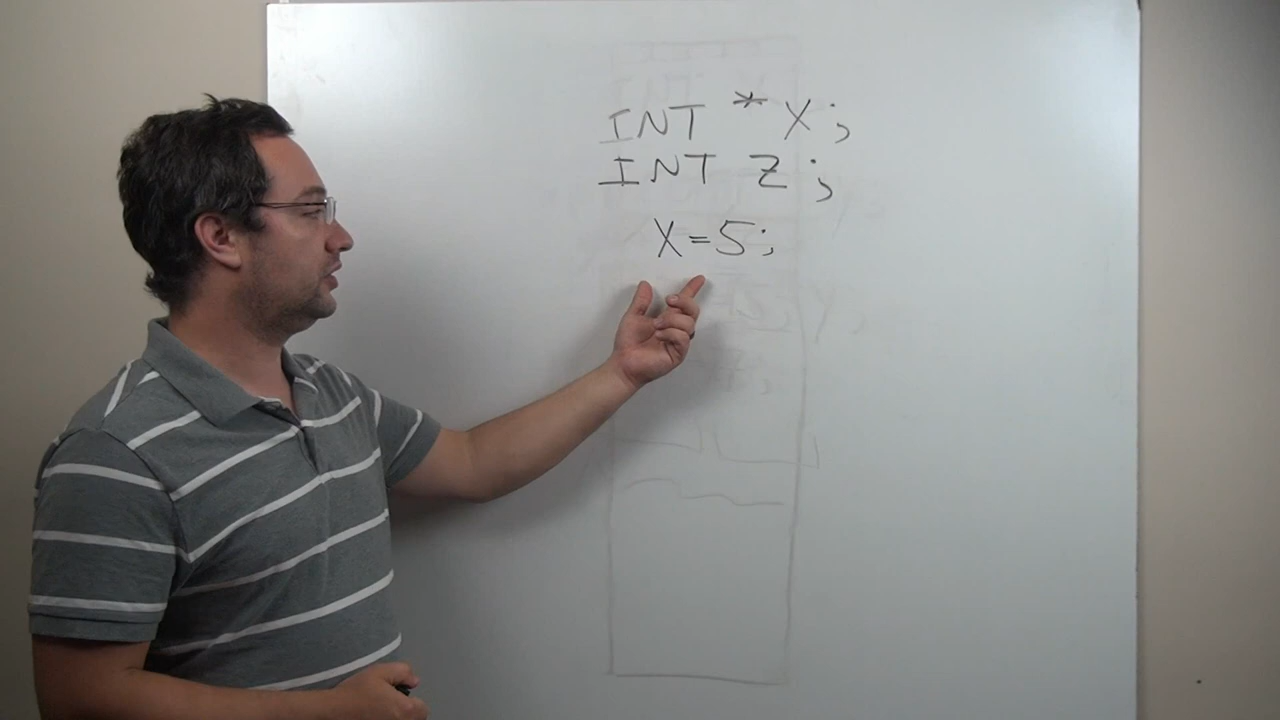 INT * X;
INT Z;
X=5;